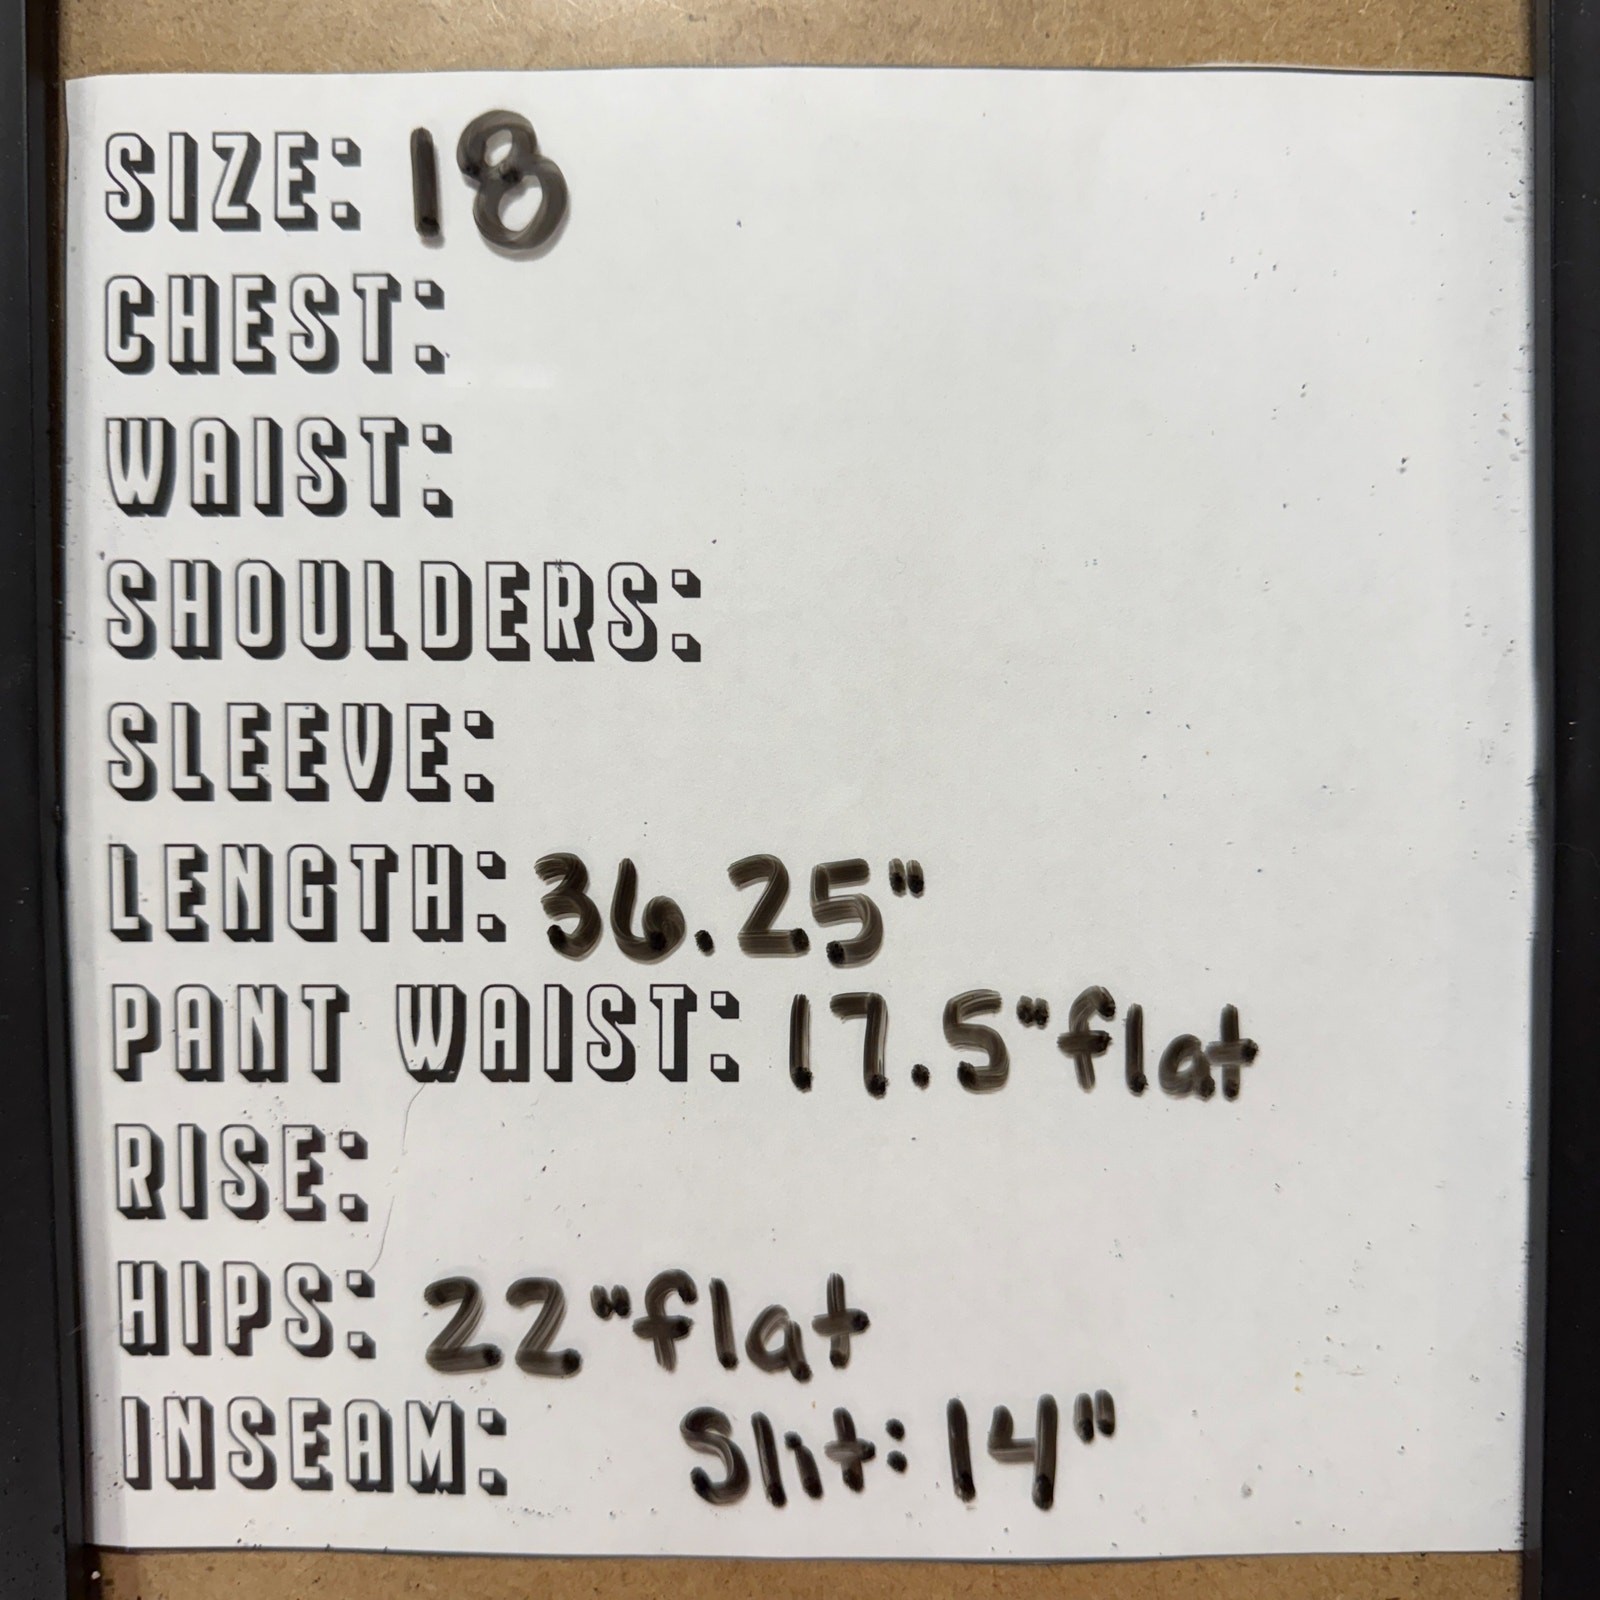 SIZE: 18
CHEST:
WAIST:
SHOULDERS:
SLEEVE:
LENGTH: 36.25"
PANT WAIST: 17.5" flat
RISE:
HIPS: 22" flat
INSEAM: Slit: 14"